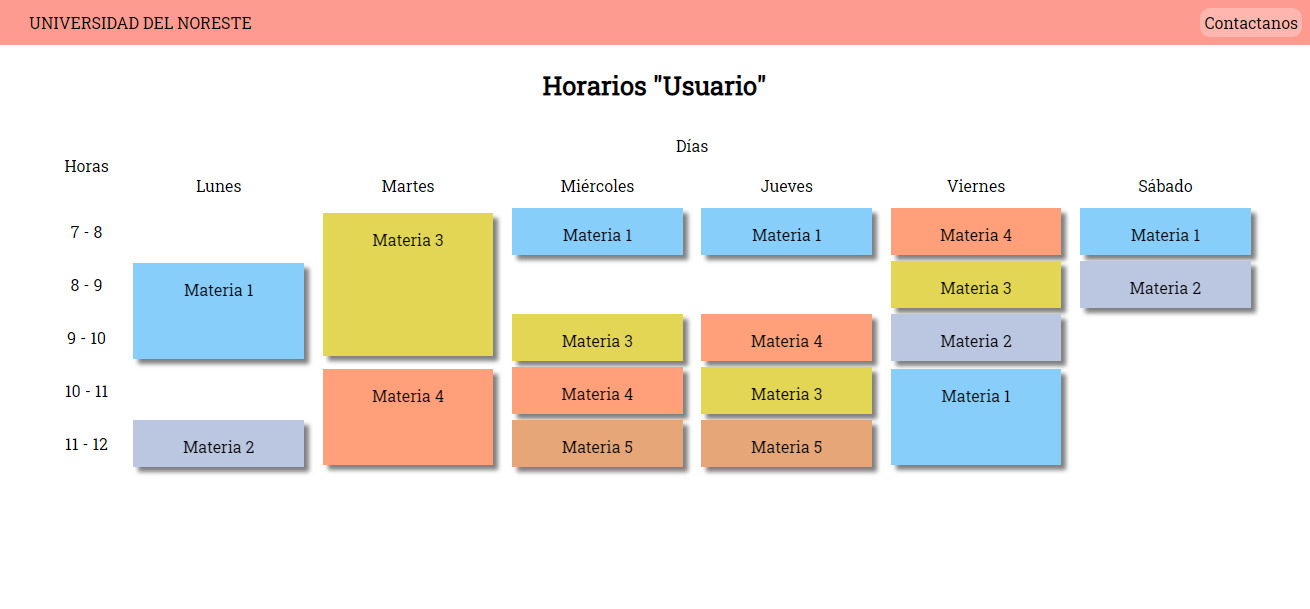 UNIVERSIDAD DEL NORESTE
Contactanos
Horarios "Usuario"
Días
Horas
Lunes Martes Miércoles Jueves Viernes Sábado
7 - 8 Materia 3 Materia 1 Materia 1 Materia 4 Materia 1
8 - 9 Materia 1 Materia 3 Materia 2
9 - 10 Materia 3 Materia 4 Materia 2
10 - 11 Materia 4 Materia 4 Materia 3 Materia 1
11 - 12 Materia 2 Materia 5 Materia 5